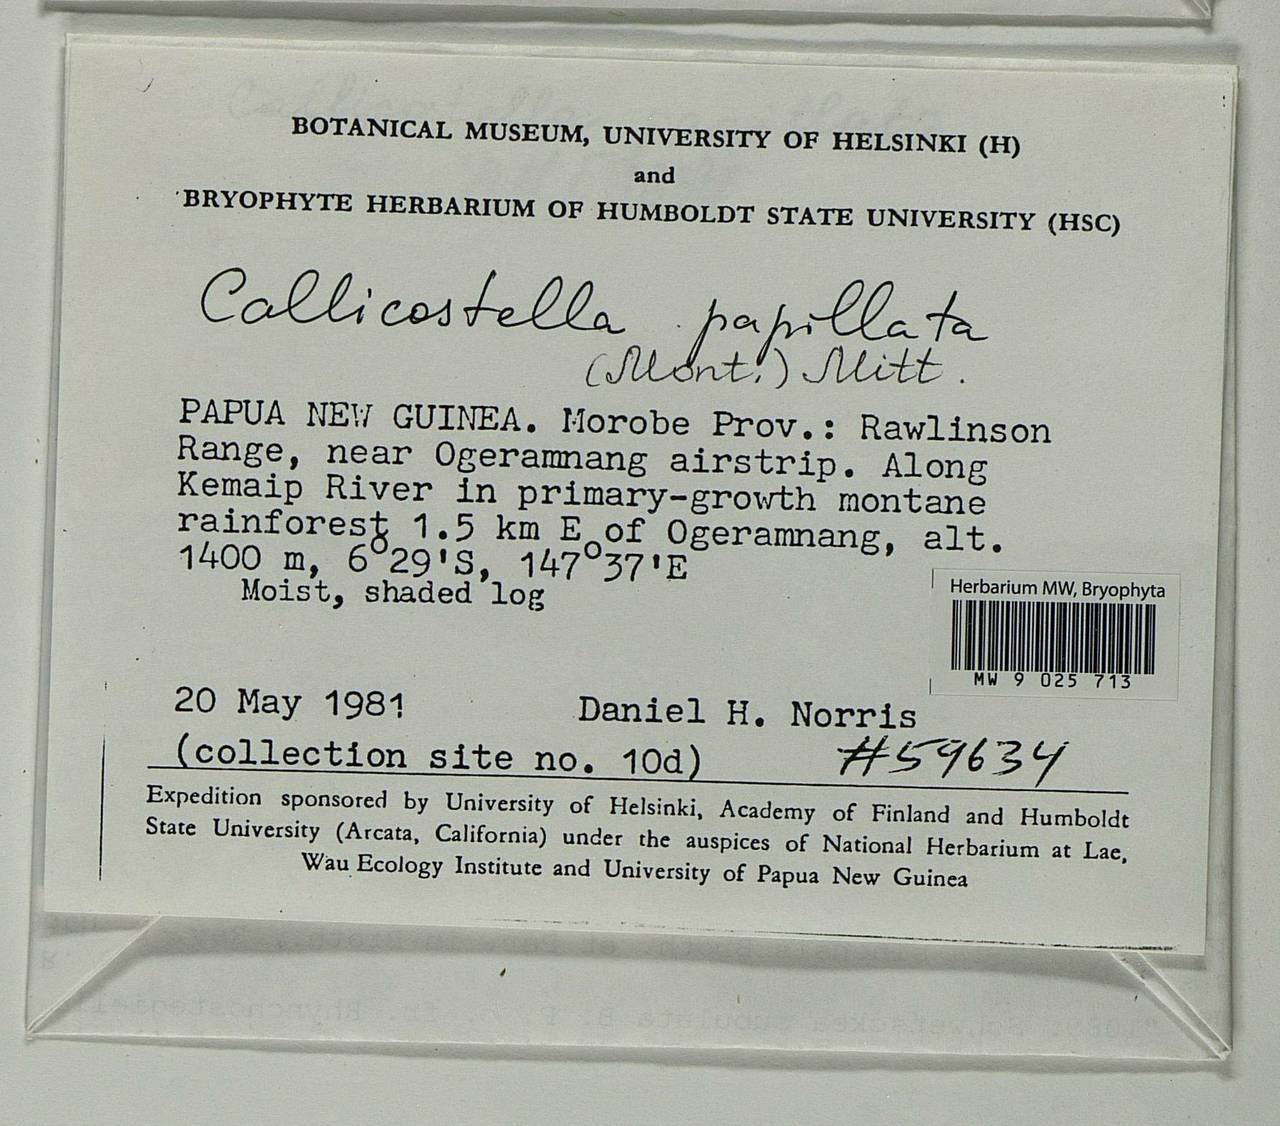 BOTANICAL MUSEUM, UNIVERSITY OF HELSINKI (H)
and
BRYOPHYTE HERBARIUM OF HUMBOLDT STATE UNIVERSITY (HSC)
Callicostella papillata
(Mont.) Mitt.
PAPUA NEW GUINEA. Morobe Prov.: Rawlinson
Range, near Ogeramnang airstrip. Along
Kemaip River in primary-growth montane
rainforest 1.5 km E of Ogeramnang, alt.
1400 m, 6°29'S, 147°37'E
Moist, shaded log
Herbarium MW, Bryophyta
MW 9 025 713
20 May 1981 Daniel H. Norris
(collection site no. 10d) #59634
Expedition sponsored by University of Helsinki, Academy of Finland and Humboldt
State University (Arcata, California) under the auspices of National Herbarium at Lae,
Wau Ecology Institute and University of Papua New Guinea